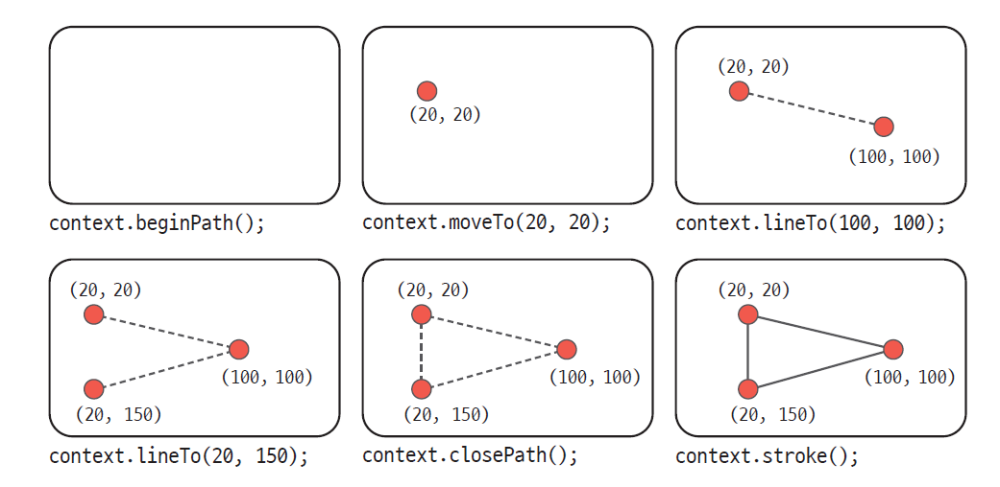 (20, 20)
(20, 20)
(100, 100)
context.beginPath();
context.moveTo(20, 20);
context.lineTo(100, 100);
(20, 20)
(100, 100)
(20, 150)
(20, 20)
(100, 100)
(20, 150)
(20, 20)
(100, 100)
(20, 150)
context.lineTo(20, 150);
context.closePath();
context.stroke();